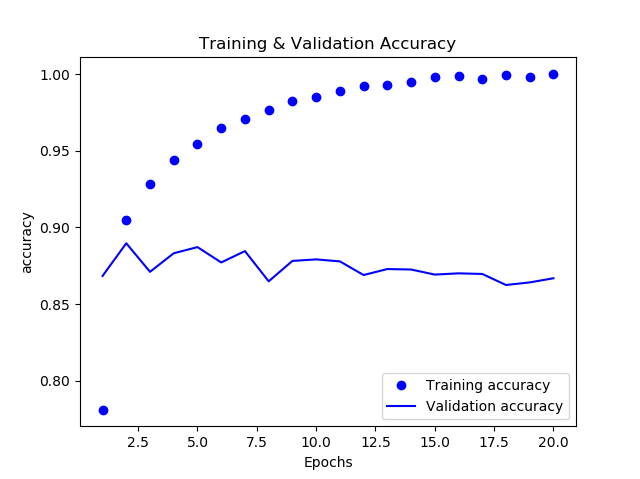 Training & Validation Accuracy
1.00
0.95
0.90
0.85
0.80
accuracy
Training accuracy
Validation accuracy
2.5 5.0 7.5 10.0 12.5 15.0 17.5 20.0
Epochs